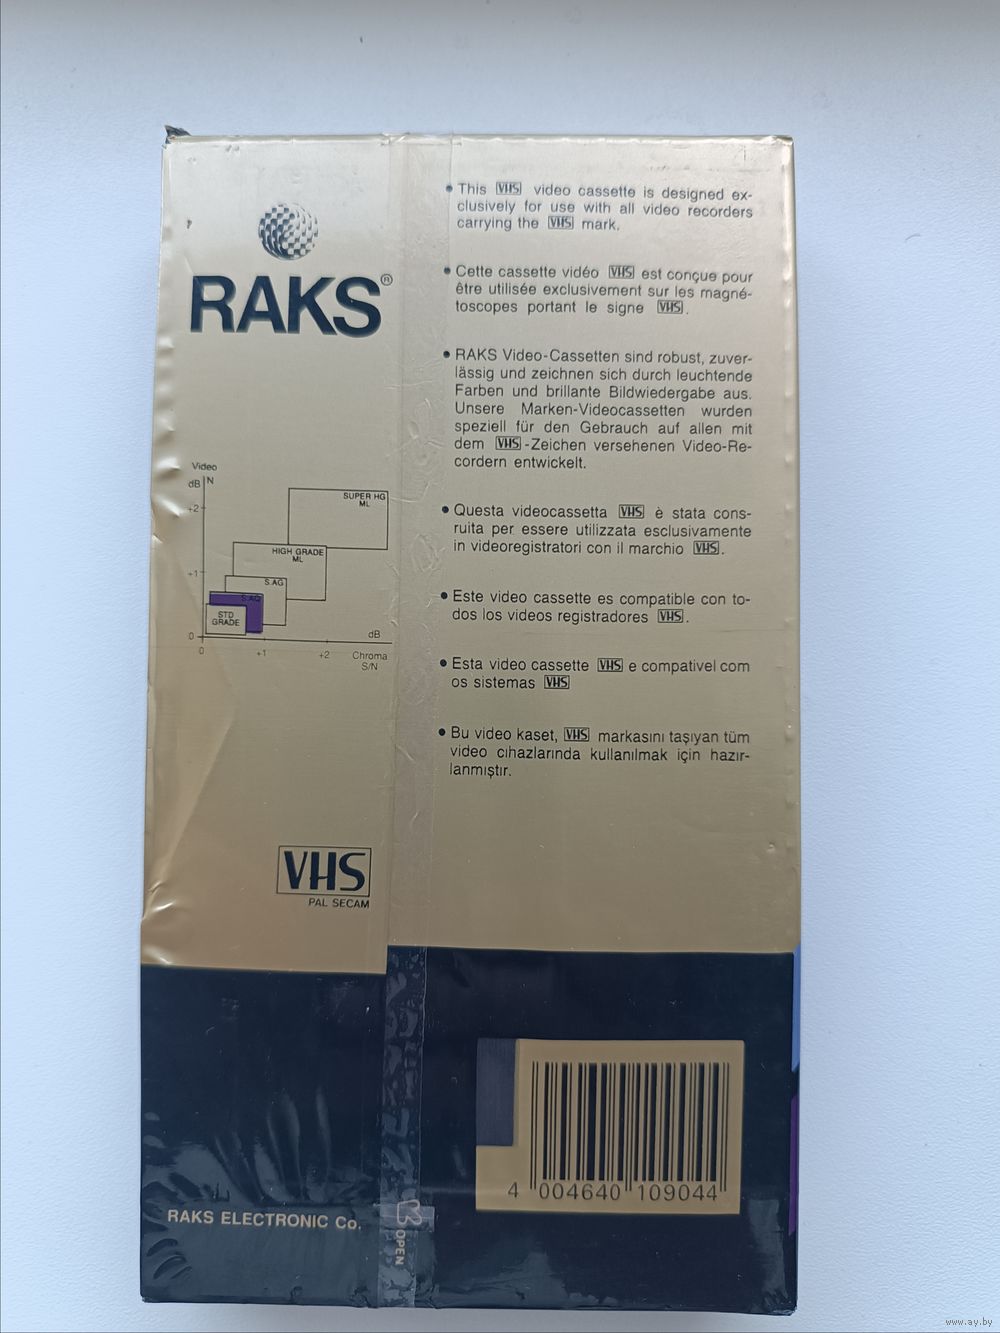 RAKS®
Video
dB N
+2
+1
0
0
+1
+2
dB
Chroma
S/N
SUPER HG
ML
HIGH GRADE
ML
S.AG
STD
GRADE
VHS
PAL SECAM
• This VHS video cassette is designed ex-
clusively for use with all video recorders
carrying the VHS mark.
• Cette cassette vidéo VHS est conçue pour
être utilisée exclusivement sur les magné-
toscopes portant le signe VHS.
• RAKS Video-Cassetten sind robust, zuver-
lässig und zeichnen sich durch leuchtende
Farben und brillante Bildwiedergabe aus.
Unsere Marken-Videocassetten wurden
speziell für den Gebrauch auf allen mit
dem VHS-Zeichen versehenen Video-Re-
cordern entwickelt.
• Questa videocassetta VHS è stata cons-
ruita per essere utilizzata esclusivamente
in videoregistratori con il marchio VHS.
• Este video cassette es compatible con to-
dos los videos registradores VHS.
• Esta video cassette VHS e compativel com
os sistemas VHS
• Bu video kaset, VHS markasını taşıyan tüm
video cıhazlarında kullanılmak için hazır-
lanmıştır.
4 004640 109044
RAKS ELECTRONIC Co.
OPEN
www.ay.by